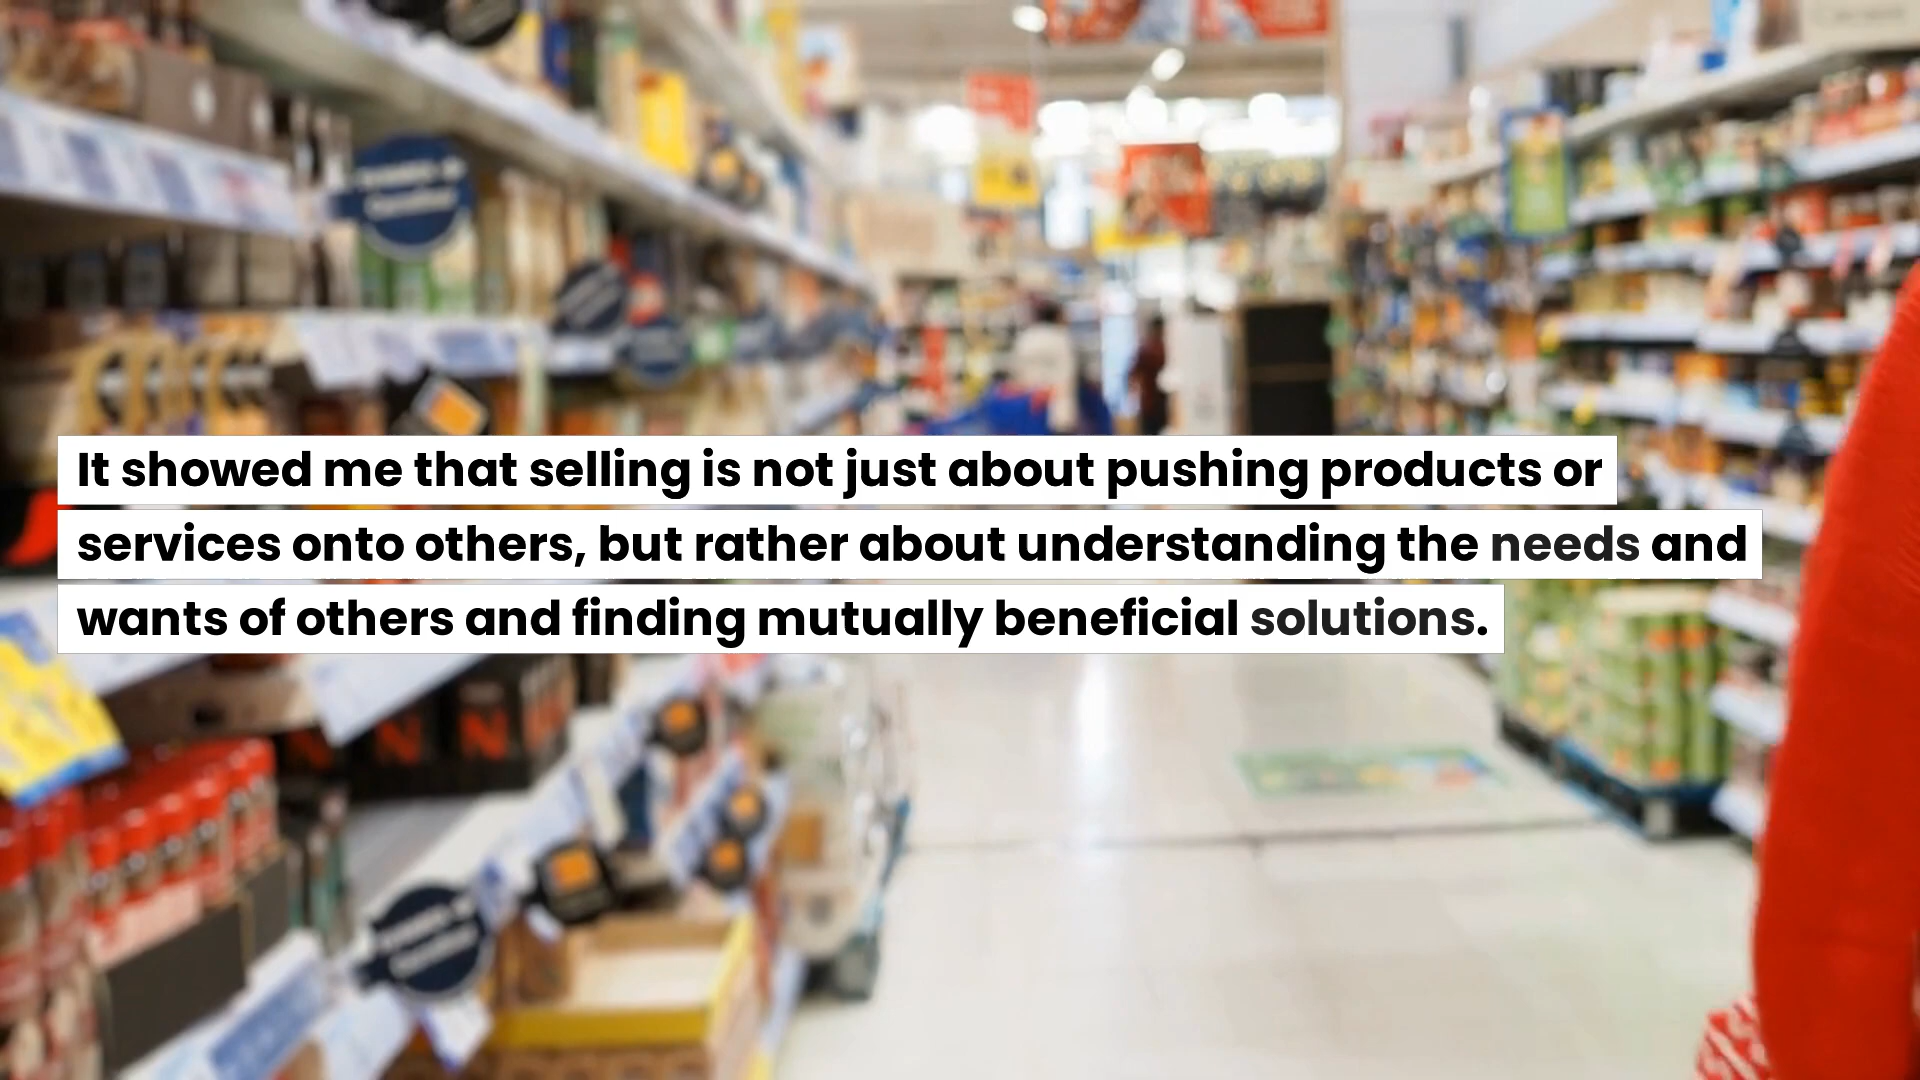 It showed me that selling is not just about pushing products or
services onto others, but rather about understanding the needs and
wants of others and finding mutually beneficial solutions.